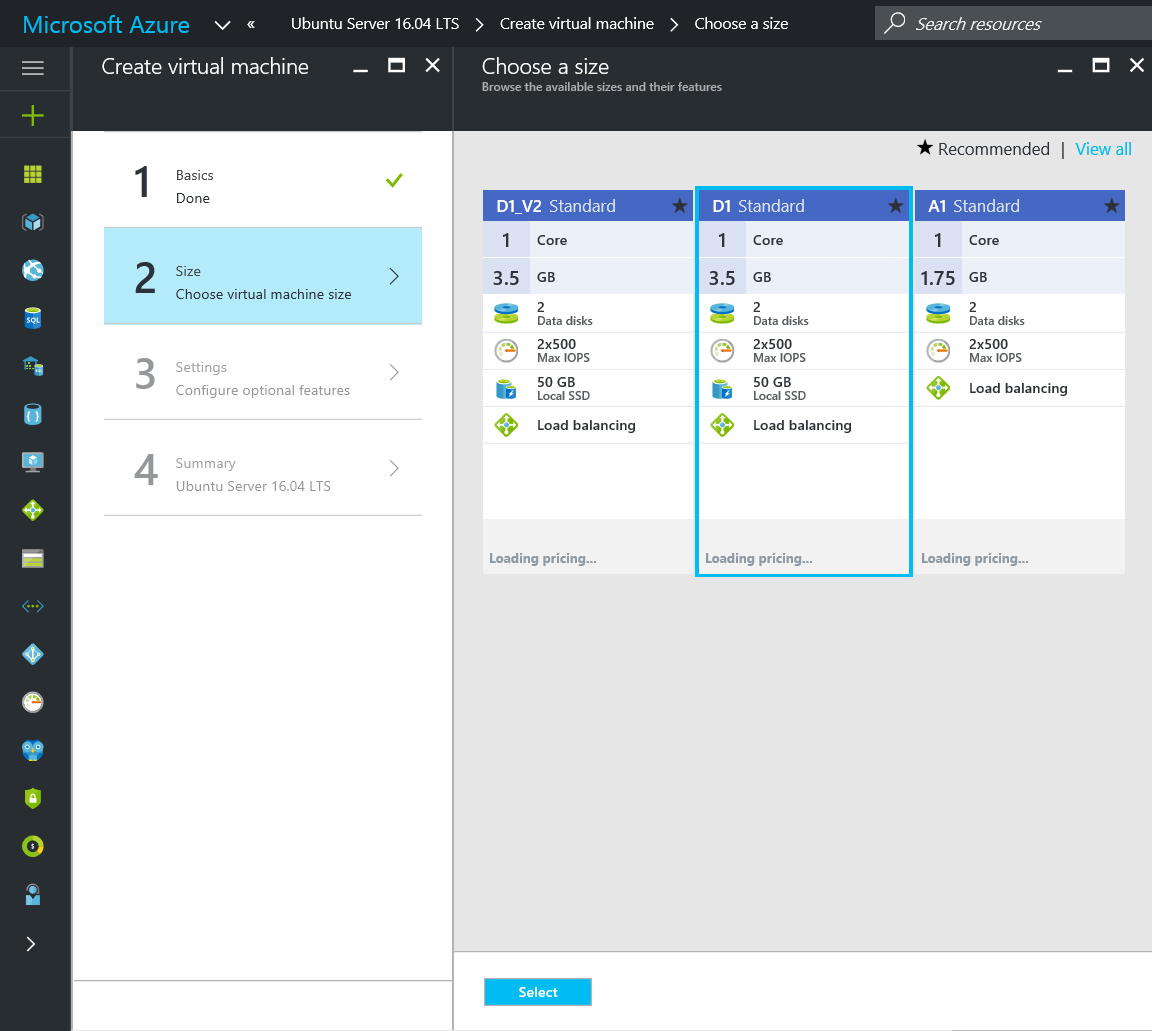 Microsoft Azure « Ubuntu Server 16.04 LTS > Create virtual machine > Choose a size Search resources
Create virtual machine
Choose a size
Browse the available sizes and their features
1 Basics
Done
2 Size
Choose virtual machine size
3 Settings
Configure optional features
4 Summary
Ubuntu Server 16.04 LTS
★ Recommended | View all
D1_V2 Standard
1 Core
3.5 GB
2
Data disks
2x500
Max IOPS
50 GB
Local SSD
Load balancing
Loading pricing...
D1 Standard
1 Core
3.5 GB
2
Data disks
2x500
Max IOPS
50 GB
Local SSD
Load balancing
Loading pricing...
A1 Standard
1 Core
1.75 GB
2
Data disks
2x500
Max IOPS
Load balancing
Loading pricing...
SQL
Select